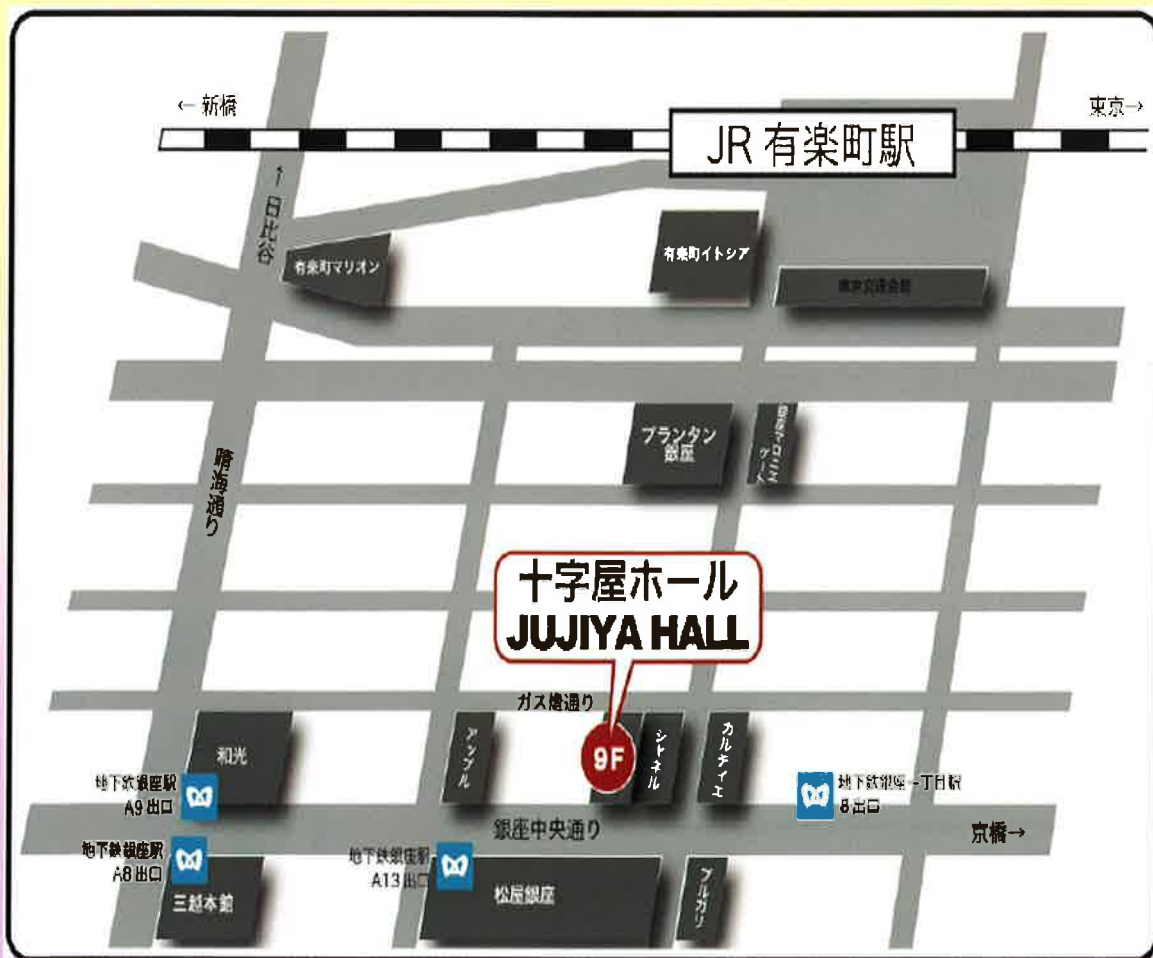 ← 新橋
東京→
JR 有楽町駅
← 日比谷
有楽町マリオン
有楽町イトシア
東京交通会館
プランタン
銀座
晴海通り
十字屋ホール
JUJIYA HALL
ガス燈通り
和光
アップル
9F
シャネル
カルティエ
地下鉄銀座駅
A9 出口
地下鉄銀座一丁目駅
8 出口
銀座中央通り
京橋→
地下鉄銀座駅
A8 出口
地下鉄銀座駅
A13 出口
三越本館
松屋銀座
ブルガリ